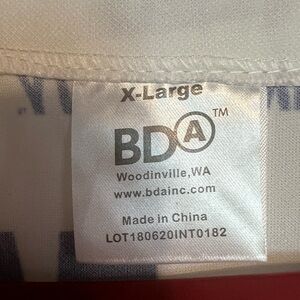 X-Large
BDA™
Woodinville,WA
www.bdainc.com
Made in China
LOT180620INT0182